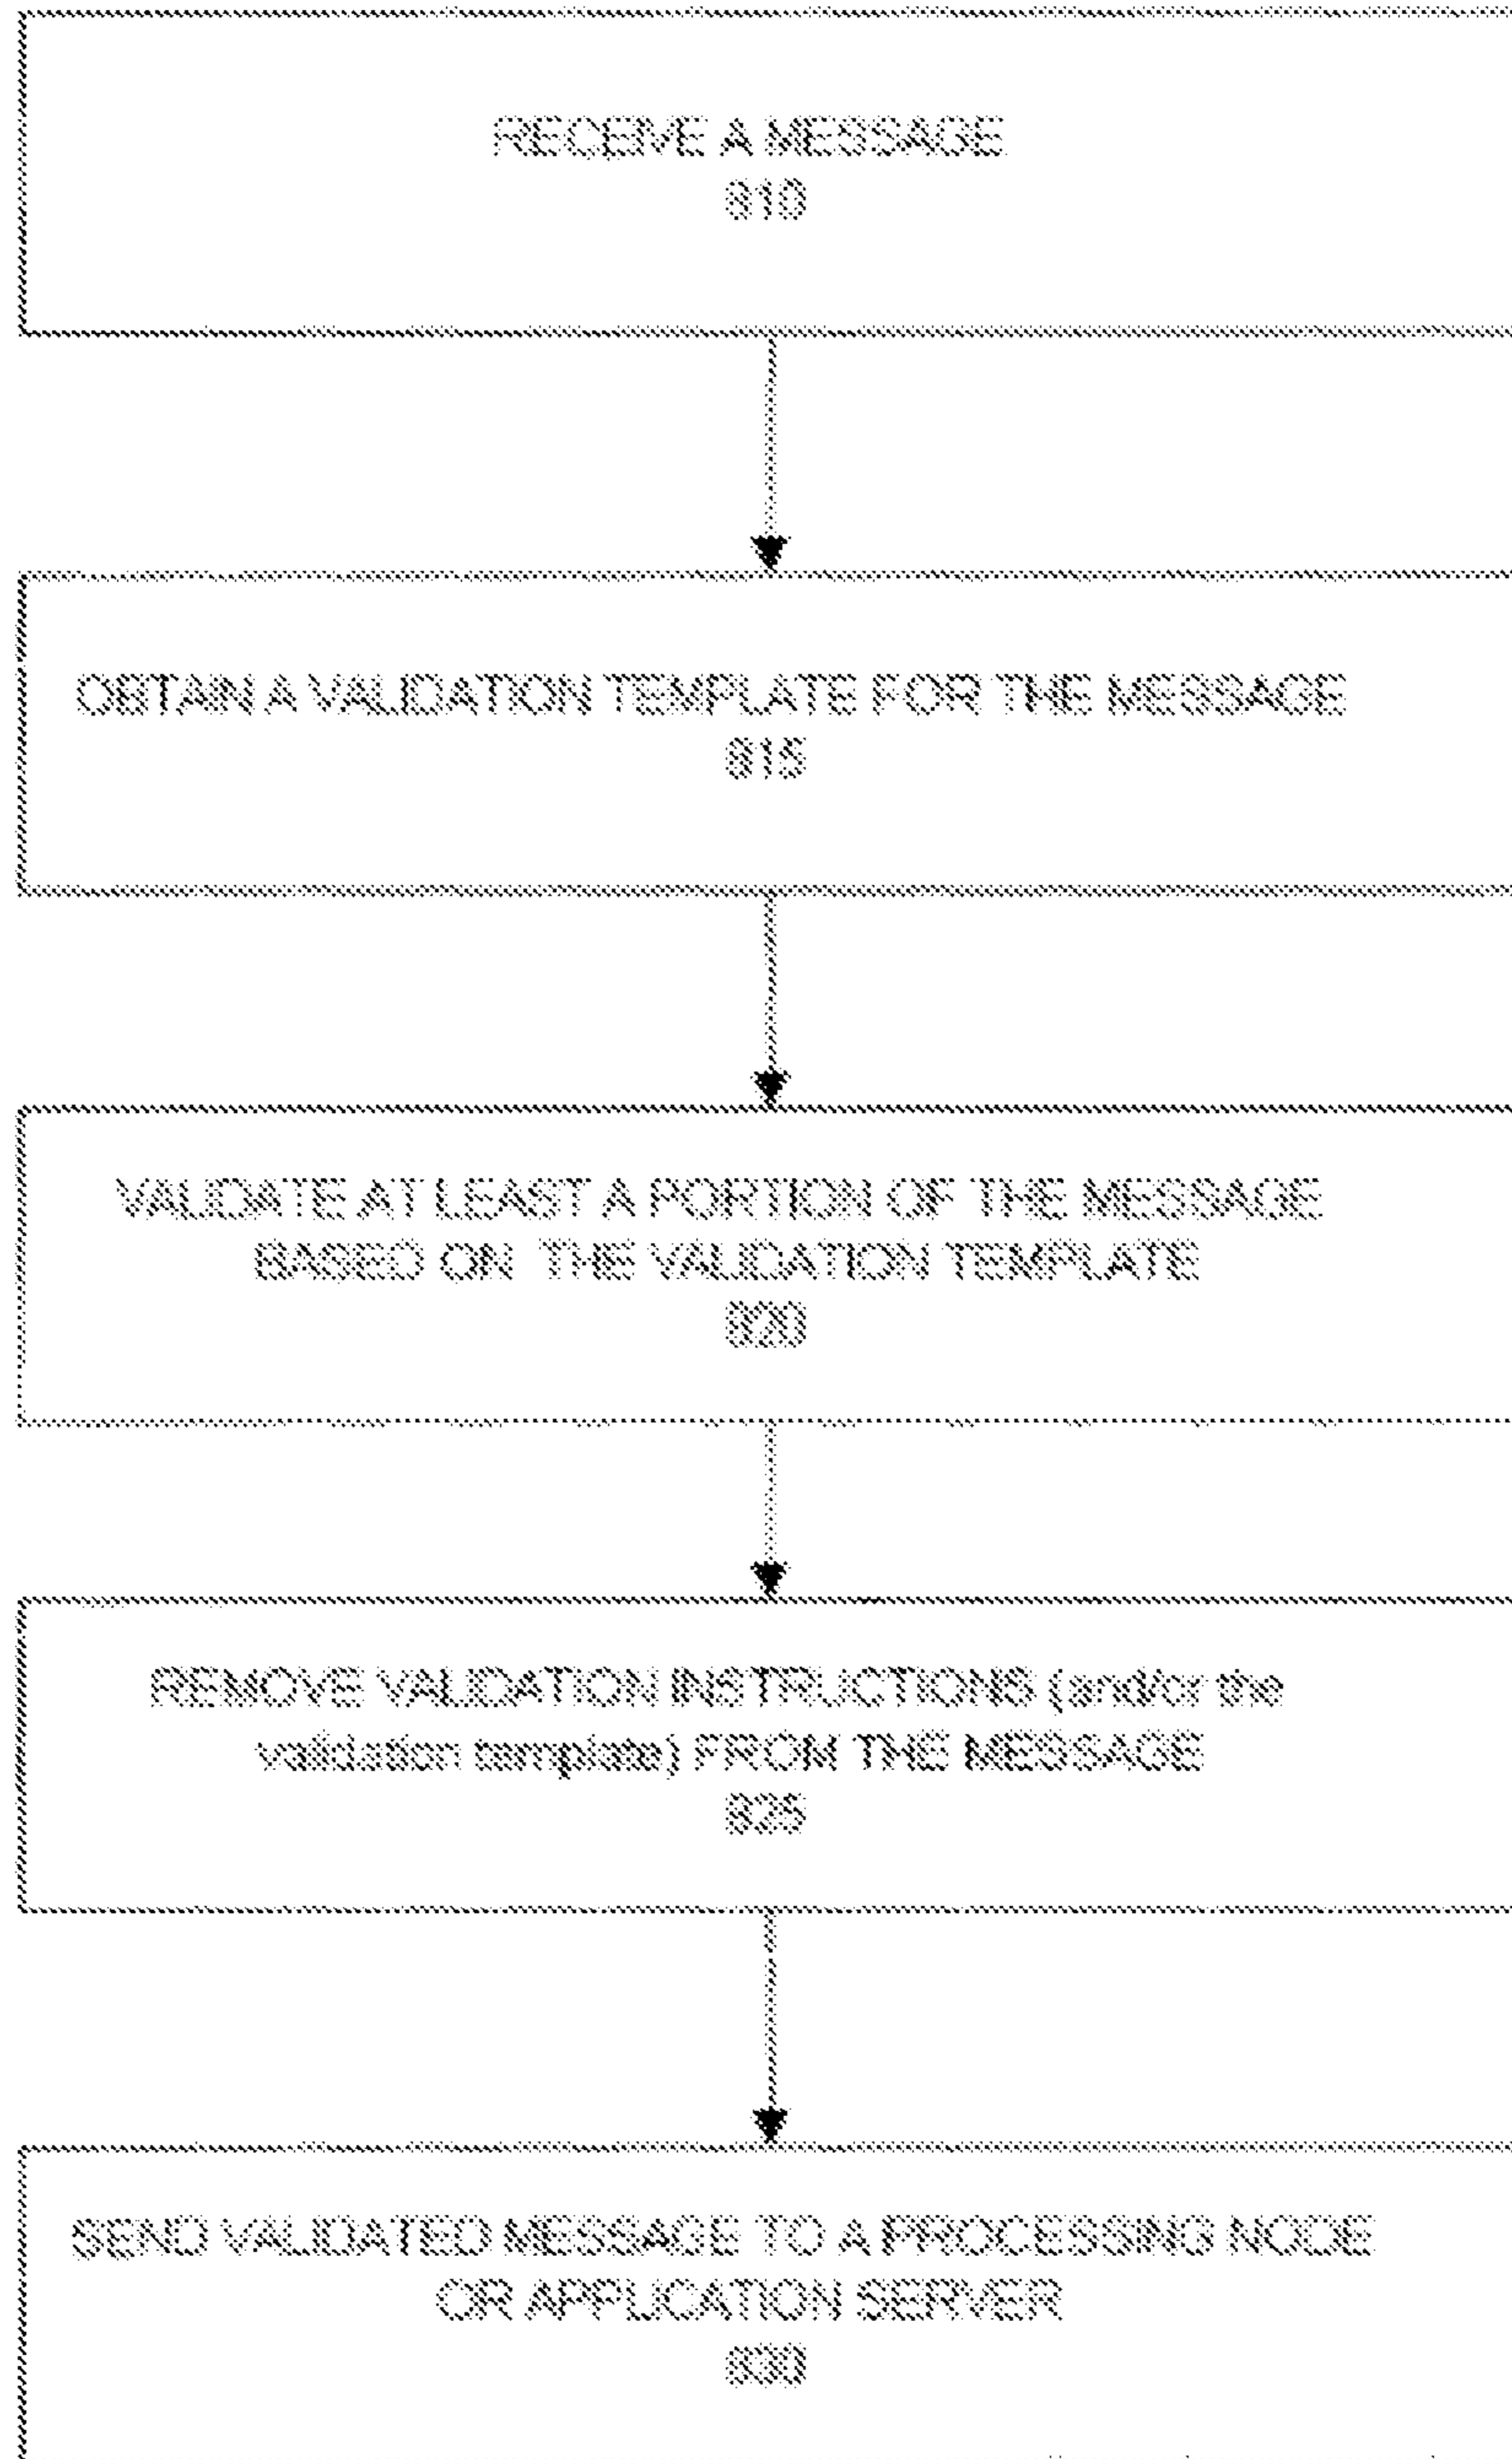 RECEIVE A MESSAGE
810
OBTAIN A VALIDATION TEMPLATE FOR THE MESSAGE
815
VALIDATE AT LEAST A PORTION OF THE MESSAGE
BASED ON THE VALIDATION TEMPLATE
820
REMOVE VALIDATION INSTRUCTIONS (and/or the
validation template) FROM THE MESSAGE
825
SEND VALIDATED MESSAGE TO A PROCESSING NODE
OR APPLICATION SERVER
830